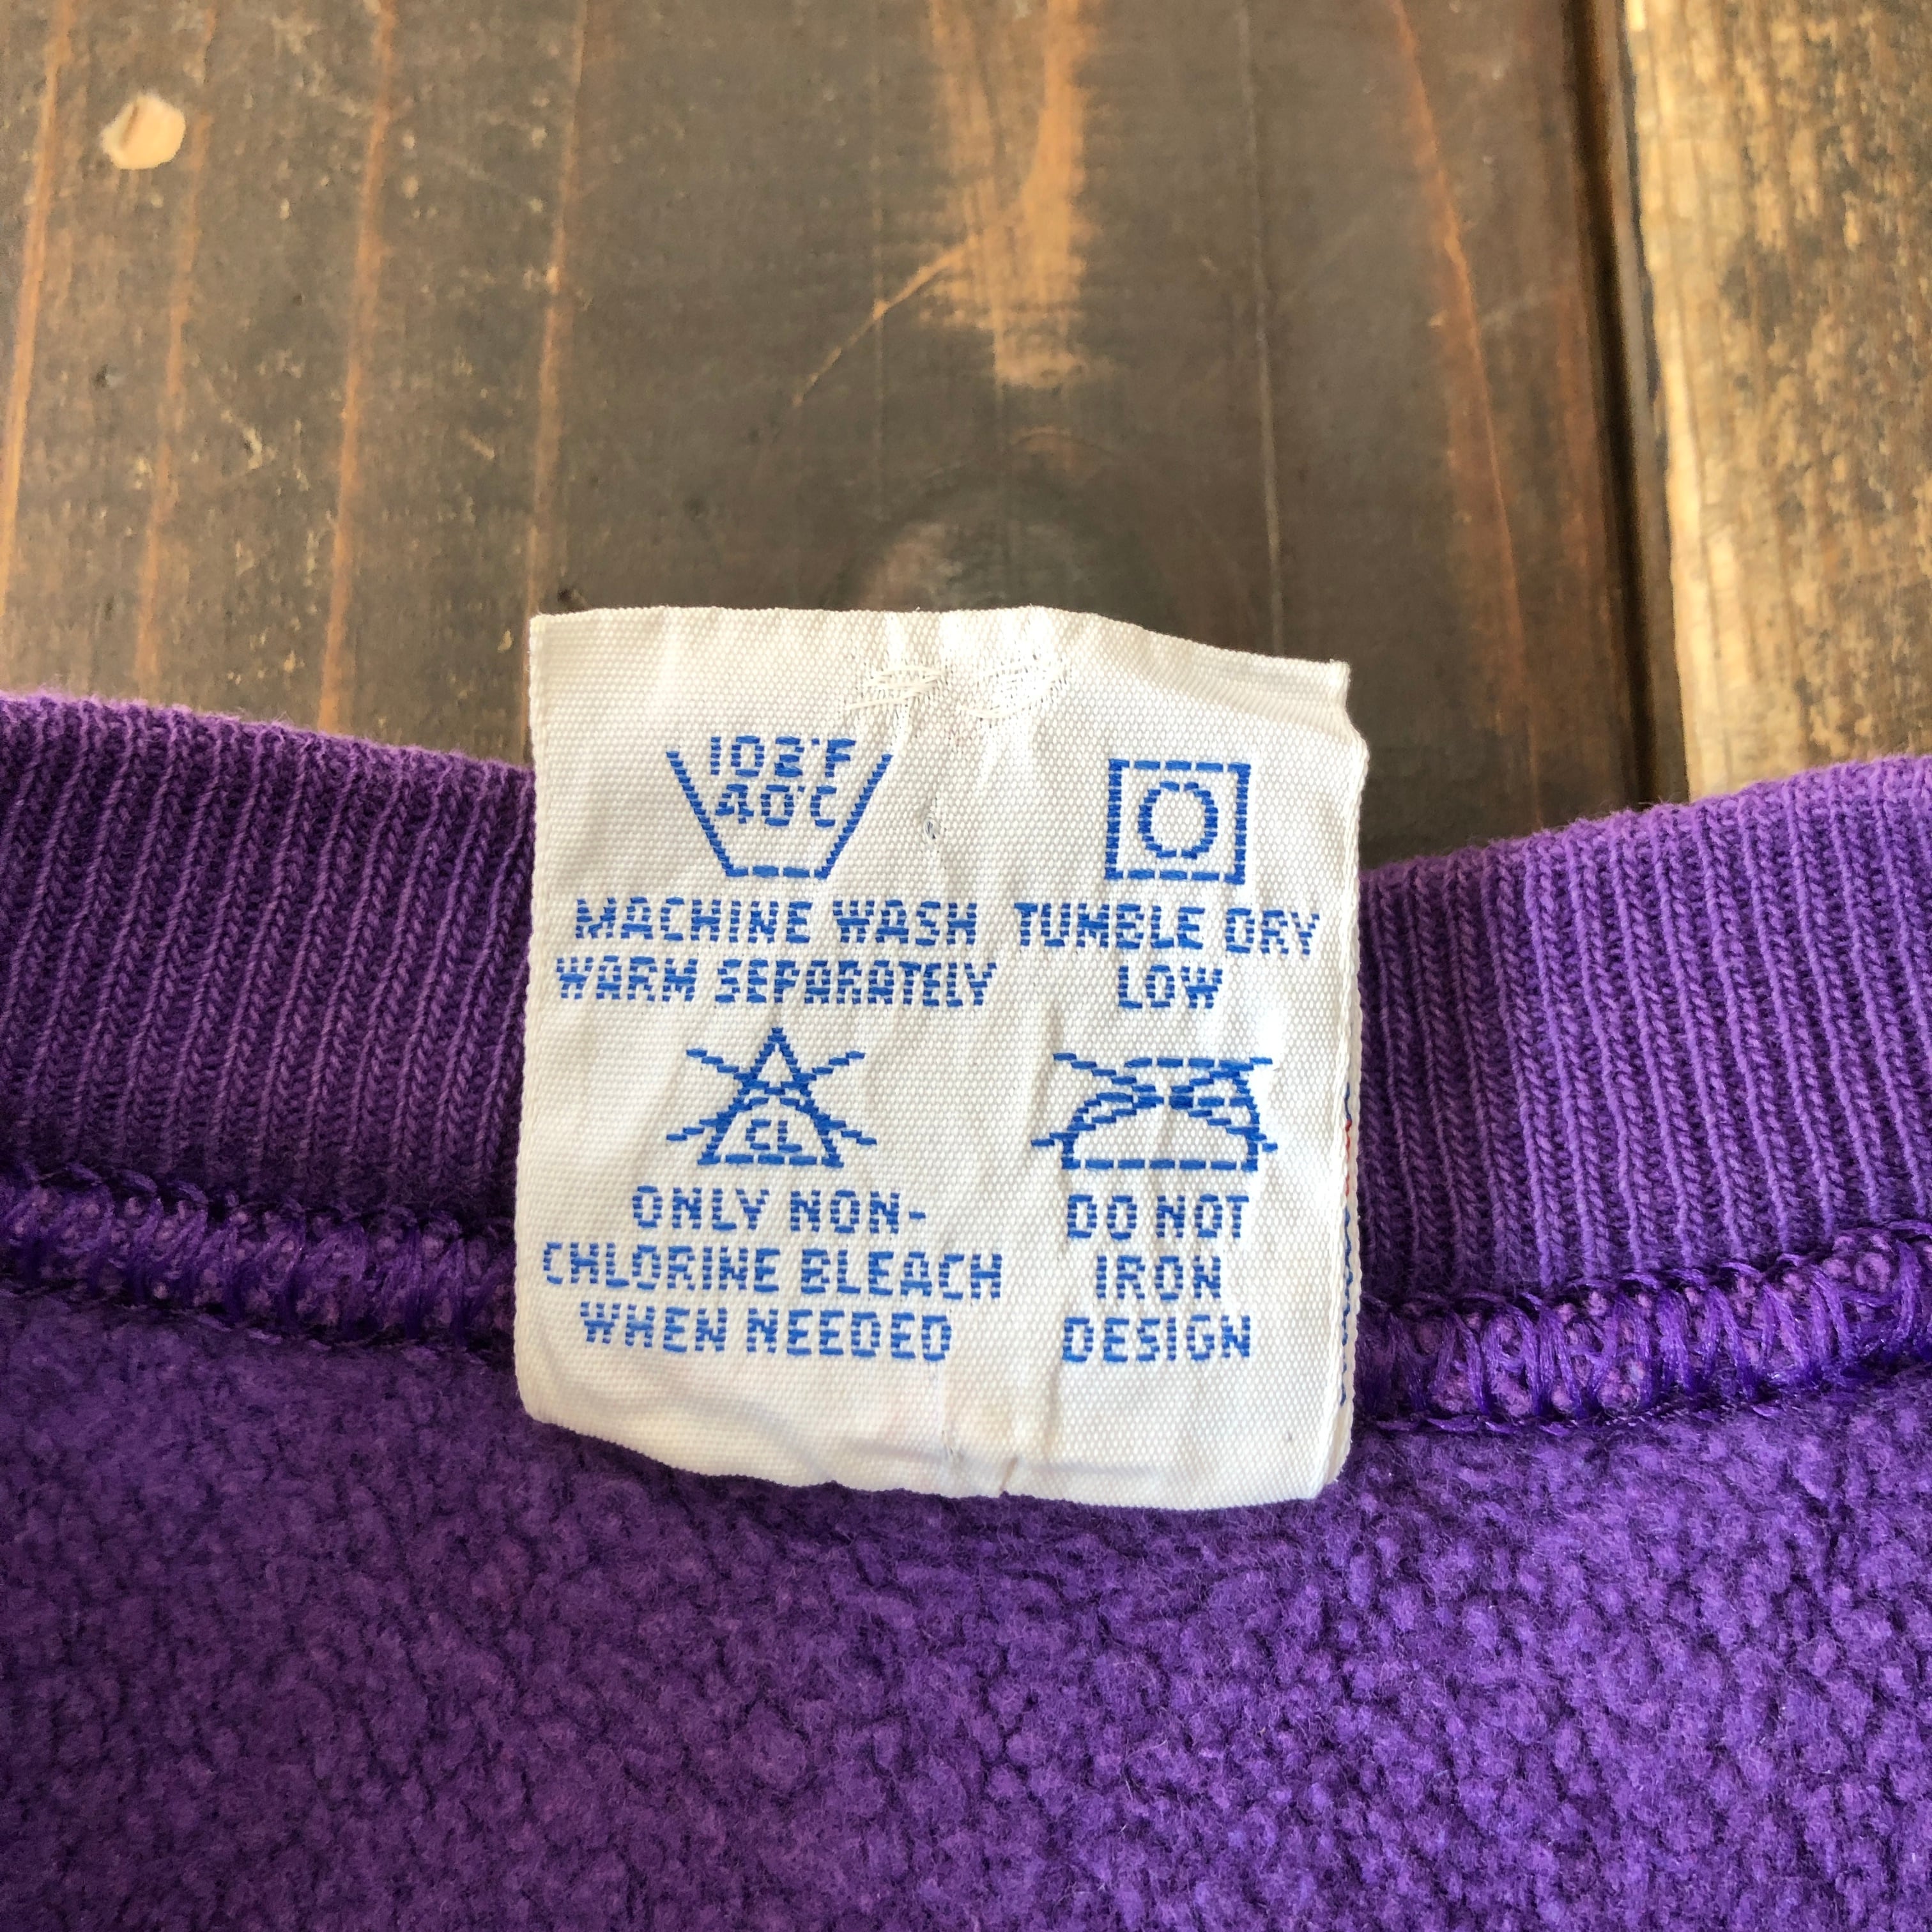 102°F
40°C
MACHINE WASH
WARM SEPARATELY
TUMBLE DRY
LOW
CL
ONLY NON-
CHLORINE BLEACH
WHEN NEEDED
DO NOT
IRON
DESIGN